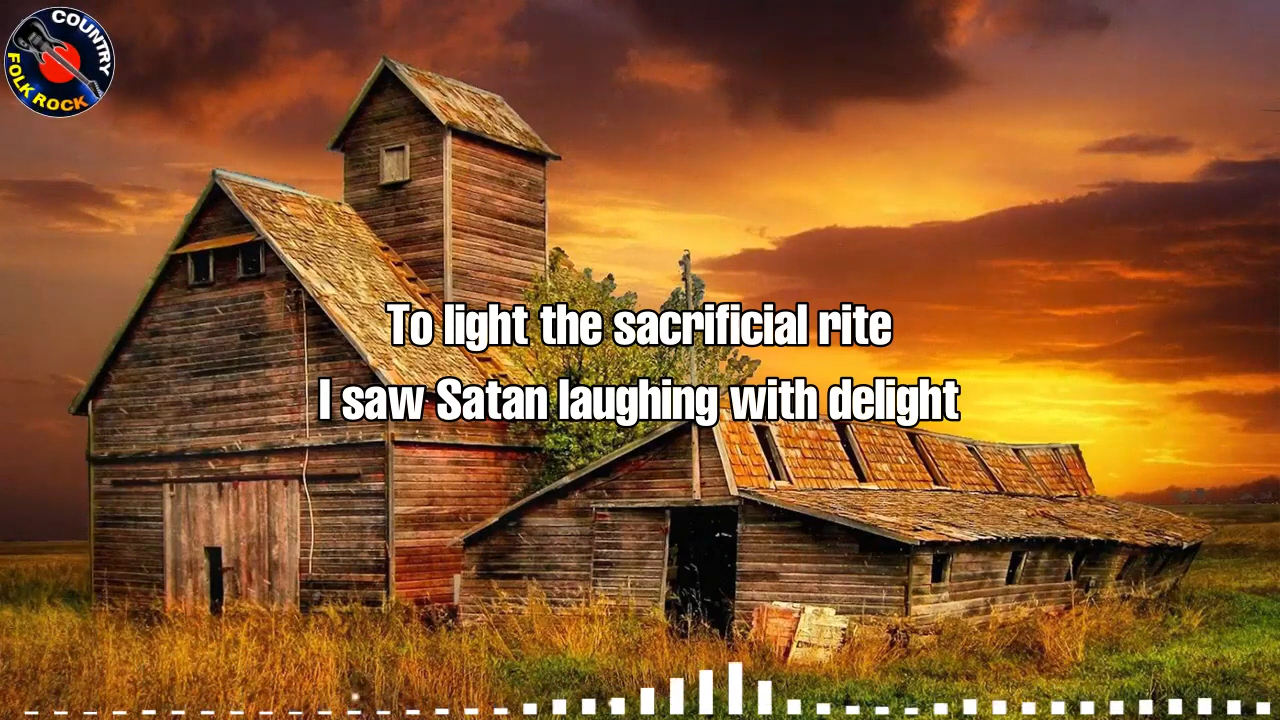 COUNTRY
FOLK ROCK
To light the sacrificial rite
I saw Satan laughing with delight